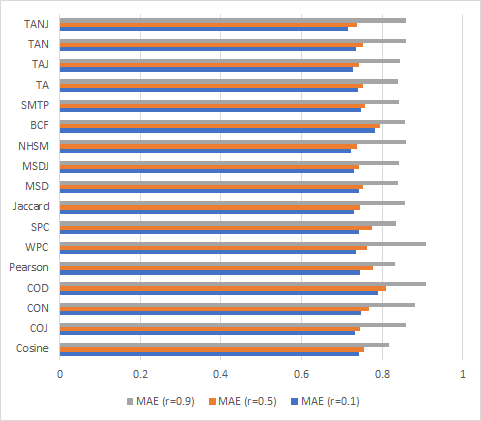 TANJ
TAN
TAJ
TA
SMTP
BCF
NHSM
MSDJ
MSD
Jaccard
SPC
WPC
Pearson
COD
CON
COJ
Cosine
0 0.2 0.4 0.6 0.8 1
MAE (r=0.9) MAE (r=0.5) MAE (r=0.1)